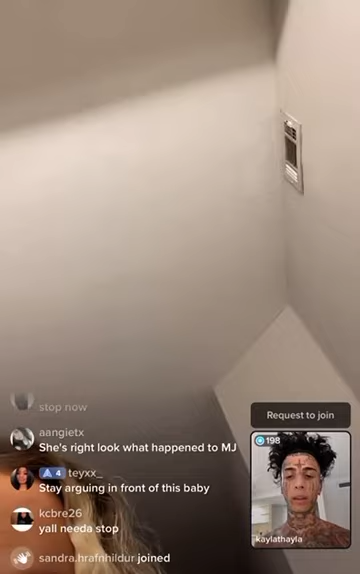 stop now
aangietx
She's right look what happened to MJ
4 teyxx_
Stay arguing in front of this baby
kcbre26
yall needa stop
sandra.hrafnhildur joined
Request to join
198
kaylathayla